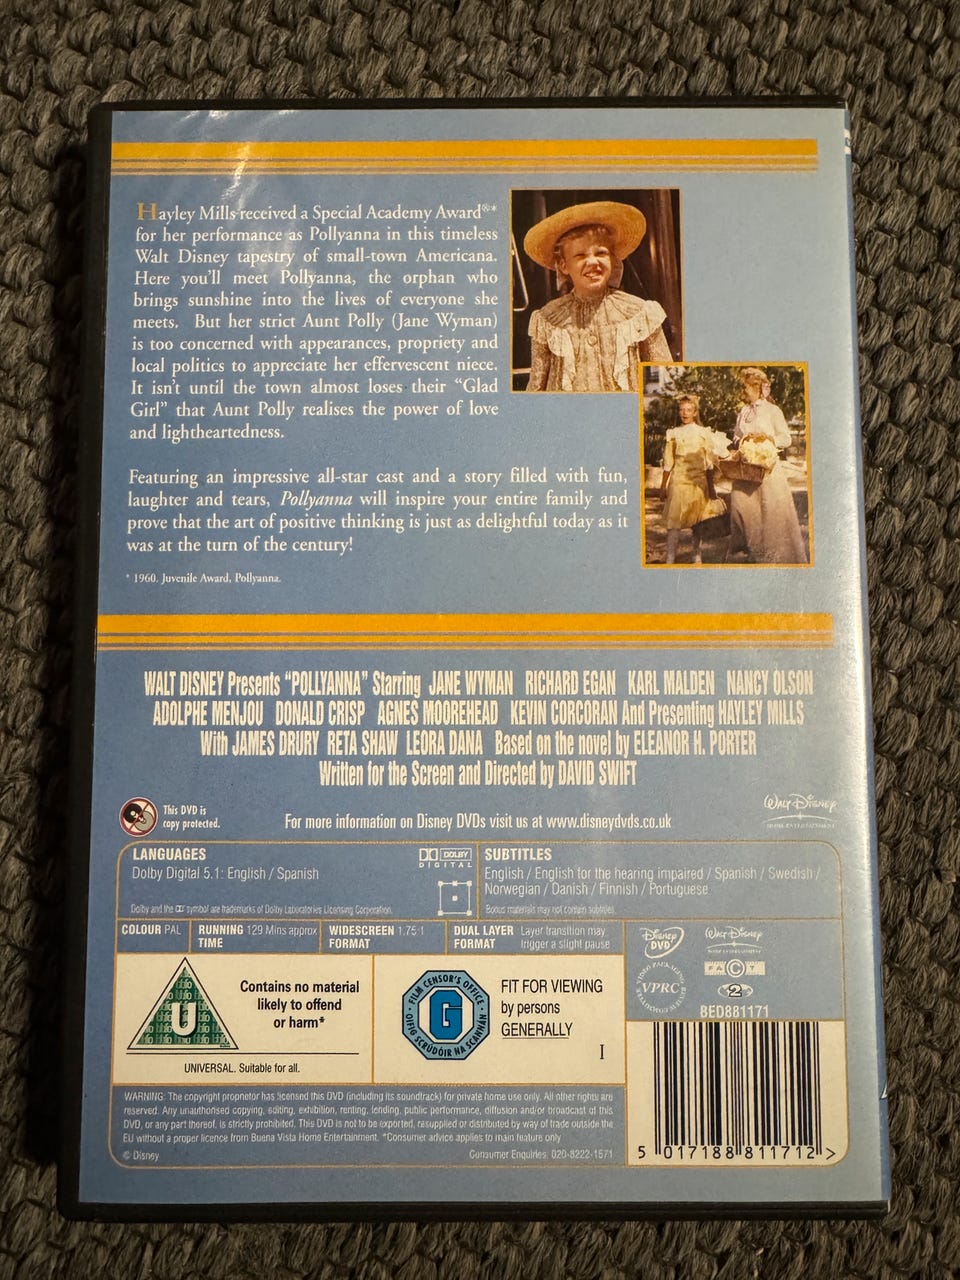 Hayley Mills received a Special Academy Award®*
for her performance as Pollyanna in this timeless
Walt Disney tapestry of small-town Americana.
Here you'll meet Pollyanna, the orphan who
brings sunshine into the lives of everyone she
meets. But her strict Aunt Polly (Jane Wyman)
is too concerned with appearances, propriety and
local politics to appreciate her effervescent niece.
It isn't until the town almost loses their "Glad
Girl" that Aunt Polly realises the power of love
and lightheartedness.
Featuring an impressive all-star cast and a story filled with fun,
laughter and tears, Pollyanna will inspire your entire family and
prove that the art of positive thinking is just as delightful today as it
was at the turn of the century!
* 1960. Juvenile Award, Pollyanna.
WALT DISNEY Presents "POLLYANNA" Starring JANE WYMAN RICHARD EGAN KARL MALDEN NANCY OLSON
ADOLPHE MENJOU DONALD CRISP AGNES MOOREHEAD KEVIN CORCORAN And Presenting HAYLEY MILLS
With JAMES DRURY RETA SHAW LEORA DANA Based on the novel by ELEANOR H. PORTER
Written for the Screen and Directed by DAVID SWIFT
This DVD is
copy protected.
For more information on Disney DVDs visit us at www.disneydvds.co.uk
WALT DISNEY
HOME ENTERTAINMENT
LANGUAGES
Dolby Digital 5.1: English / Spanish
DOLBY
DIGITAL
Dolby and the symbol are trademarks of Dolby Laboratories Licensing Corporation.
SUBTITLES
English / English for the hearing impaired / Spanish / Swedish /
Norwegian / Danish / Finnish / Portuguese
Bonus materials may not contain subtitles.
COLOUR PAL
RUNNING 129 Mins approx
TIME
WIDESCREEN 1.75:1
FORMAT
DUAL LAYER Layer transition may
FORMAT trigger a slight pause
DISNEY
DVD
WALT DISNEY
FACT
VPRC
2
BED881171
U
Contains no material
likely to offend
or harm*
UNIVERSAL. Suitable for all.
FILM CENSOR'S OFFICE
G
OIFIG SCRÚDÓIR NA SCANNÁN
FIT FOR VIEWING
by persons
GENERALLY
I
WARNING: The copyright proprietor has licensed this DVD (including its soundtrack) for private home use only. All other rights are
reserved. Any unauthorised copying, editing, exhibition, renting, lending, public performance, diffusion and/or broadcast of this
DVD, or any part thereof, is strictly prohibited. This DVD is not to be exported, resupplied or distributed by way of trade outside the
EU without a proper licence from Buena Vista Home Entertainment. *Consumer advice applies to main feature only
© Disney
Consumer Enquiries: 020-8222-1571
5 017188 811712 >